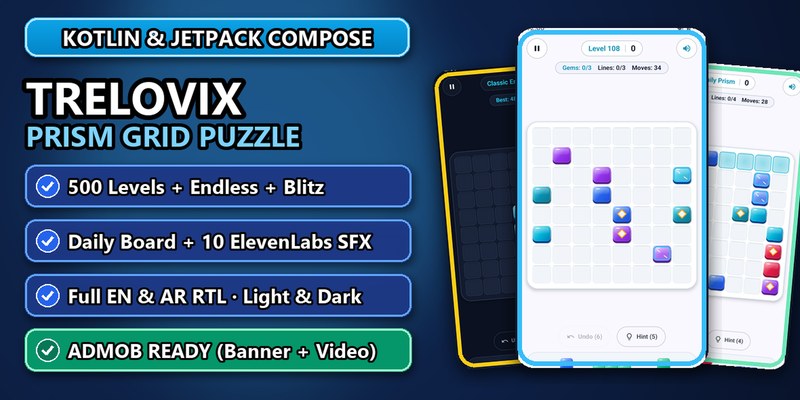 KOTLIN & JETPACK COMPOSE
TRELOVIX
PRISM GRID PUZZLE
500 Levels + Endless + Blitz
Daily Board + 10 ElevenLabs SFX
Full EN & AR RTL · Light & Dark
ADMOB READY (Banner + Video)
Classic
Best:
Level 108 0
Gems: 0/3 Lines: 0/3 Moves: 34
Undo (6) Hint (5)
Prism 0
Lines: 0/4 Moves: 28
Hint (4)